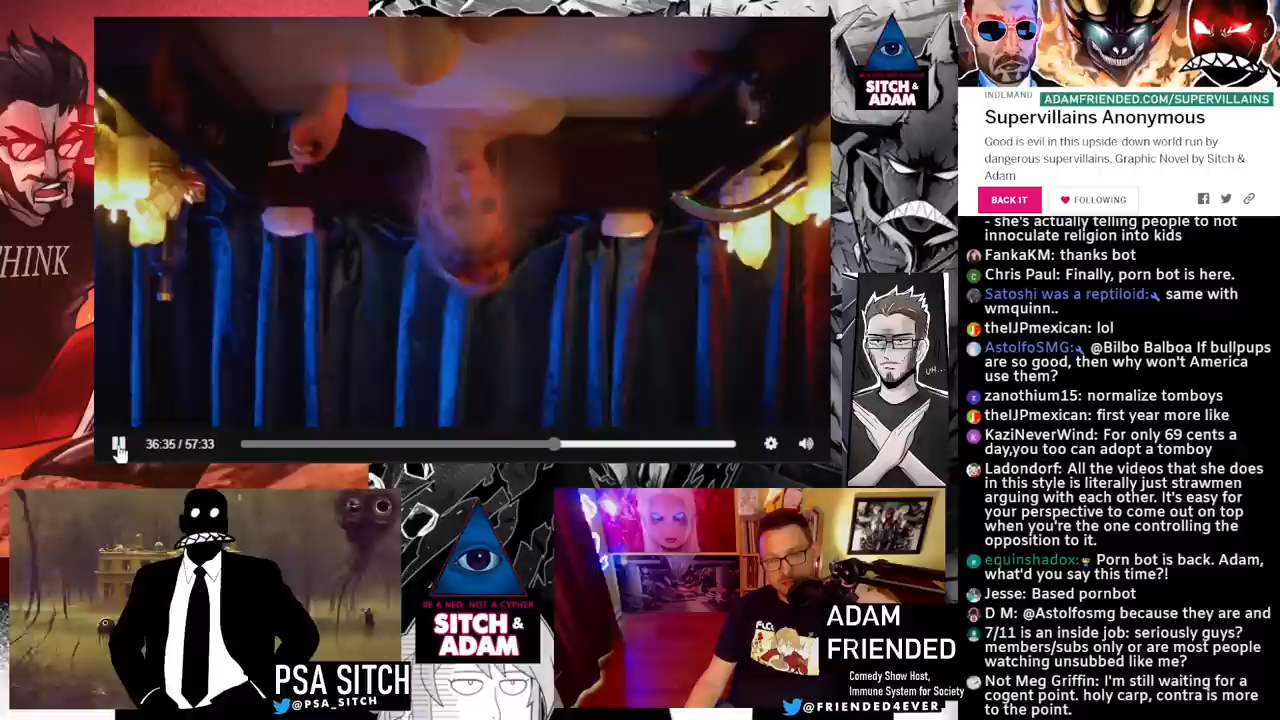 THINK
36:35 / 57:33
SITCH &
ADAM
UH...
INDEMAND
ADAMFRIENDED.COM/SUPERVILLAINS
Supervillains Anonymous
Good is evil in this upside-down world run by
dangerous supervillains. Graphic Novel by Sitch &
Adam
BACK IT
FOLLOWING
- she's actually telling people to not
innoculate religion into kids
FankaKM: thanks bot
Chris Paul: Finally, porn bot is here.
Satoshi was a reptiloid: same with
wmquinn..
theIJPmexican: lol
AstolfoSMG: @Bilbo Balboa If bullpups
are so good, then why won't America
use them?
zanothium15: normalize tomboys
theIJPmexican: first year more like
KaziNeverWind: For only 69 cents a
day,you too can adopt a tomboy
Ladondorf: All the videos that she does
in this style is literally just strawmen
arguing with each other. It's easy for
your perspective to come out on top
when you're the one controlling the
opposition to it.
equinshadox: Porn bot is back. Adam,
what'd you say this time?!
Jesse: Based pornbot
D M: @Astolfosmg because they are and
7/11 is an inside job: seriously guys?
members/subs only or are most people
watching unsubbed like me?
Not Meg Griffin: I'm still waiting for a
cogent point. holy crap contra is more
to the point.
PSA SITCH
@PSA_SITCH
BE A NEO, NOT A CYPHER
SITCH &
ADAM
ADAM
FRIENDED
Comedy Show Host,
Immune System for Society
@FRIENDED4EVER